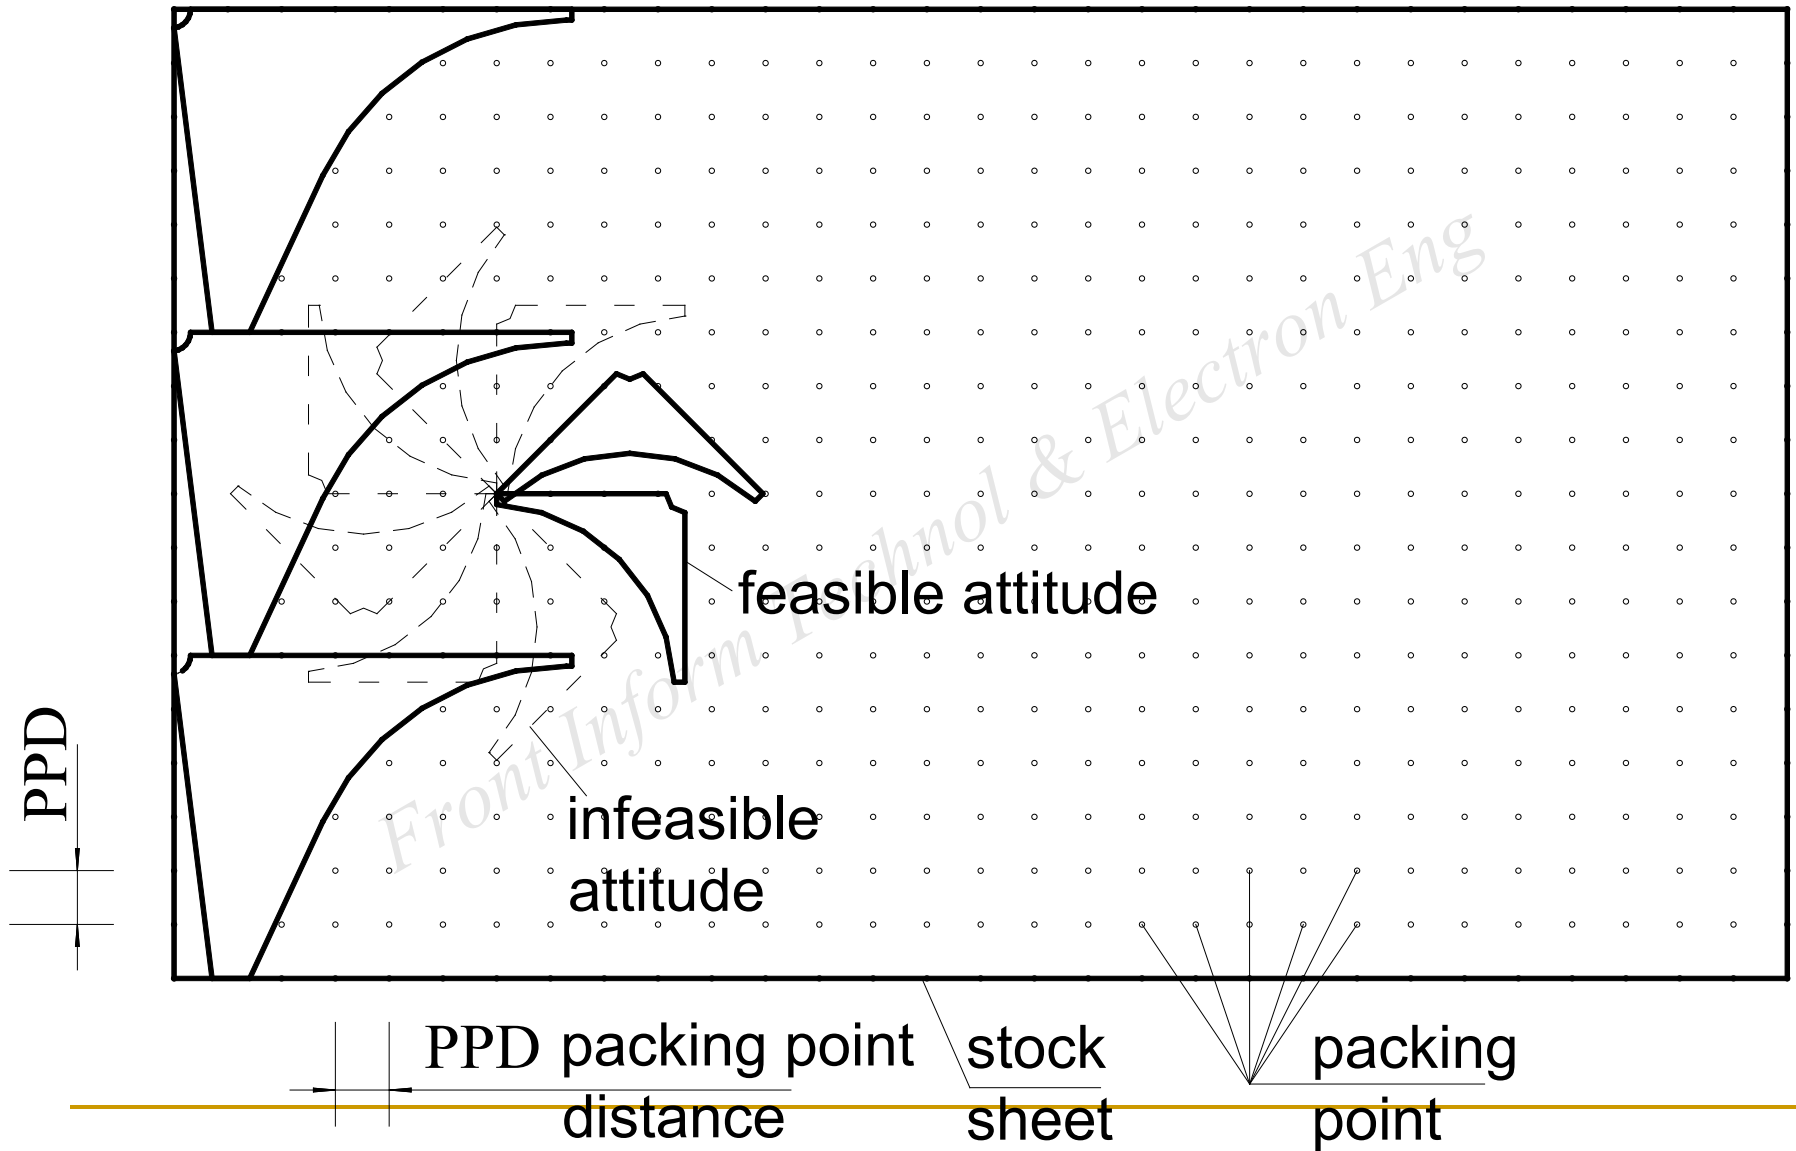 Front Inform Technol & Electron Eng
feasible attitude
PPD
infeasible
attitude
PPD packing point
distance
stock
sheet
packing
point